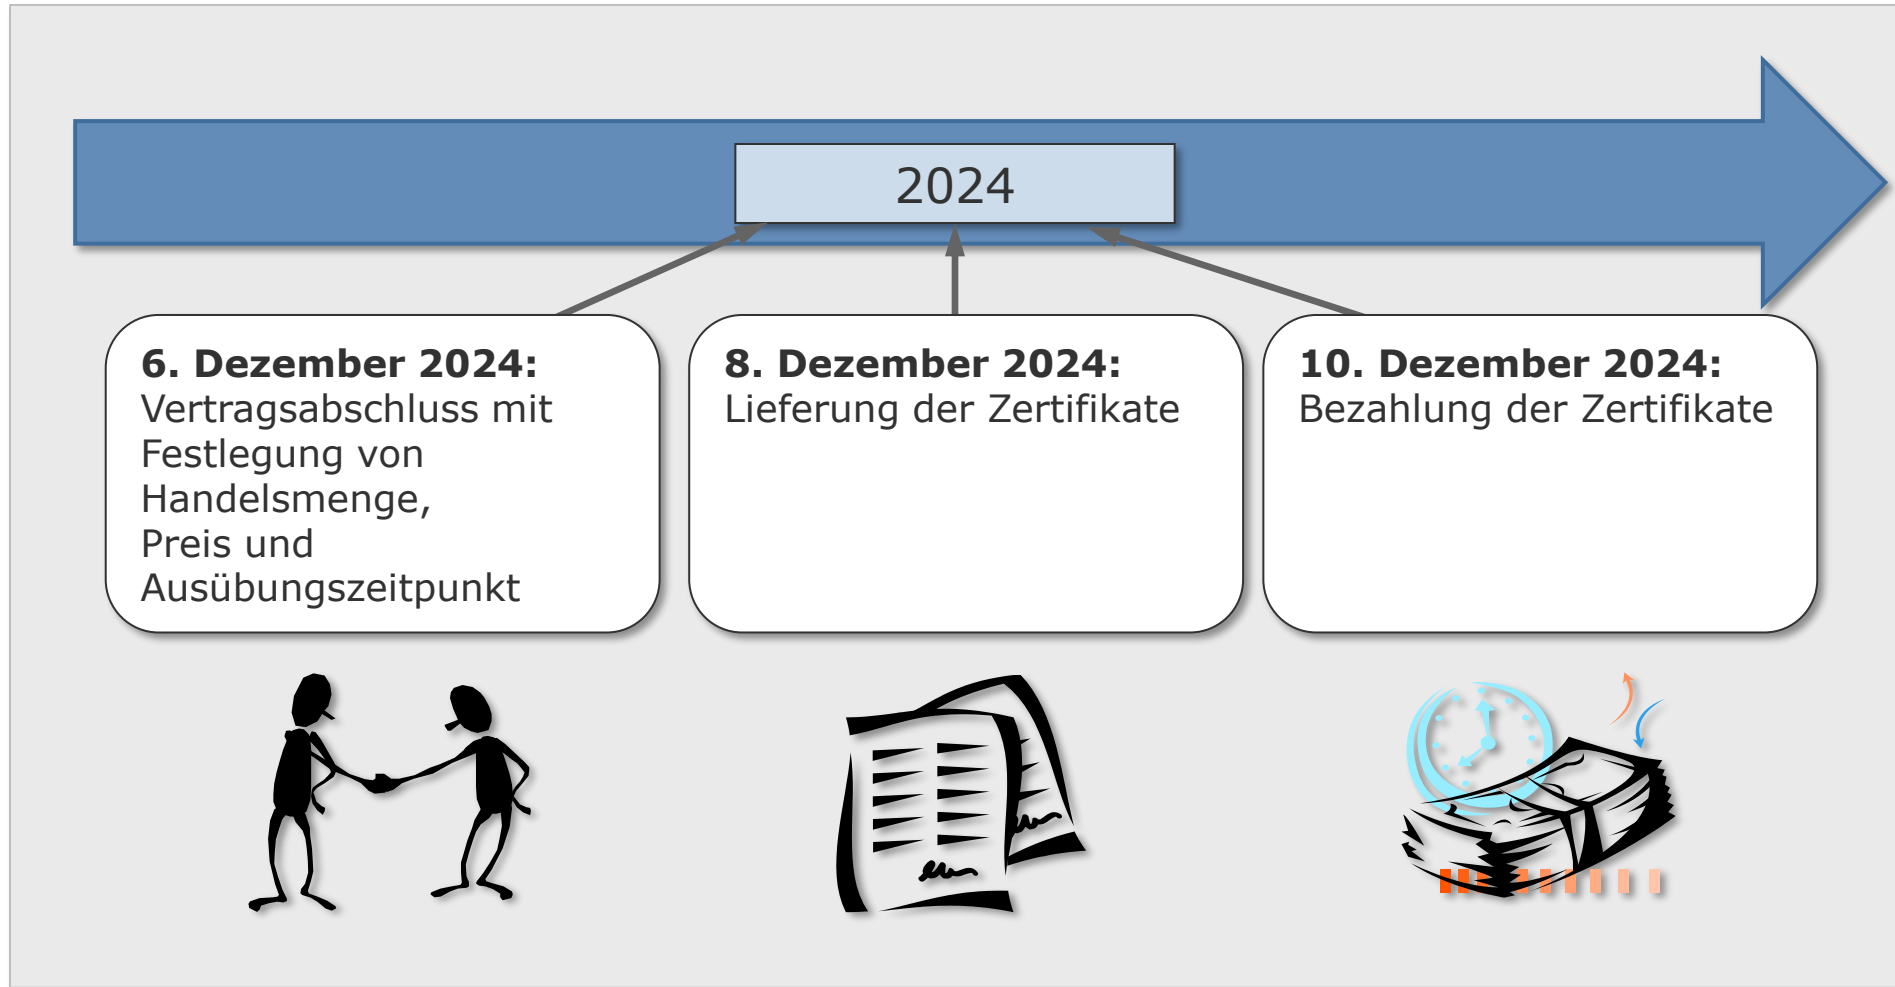 2024
6. Dezember 2024:
Vertragsabschluss mit
Festlegung von
Handelsmenge,
Preis und
Ausübungszeitpunkt
8. Dezember 2024:
Lieferung der Zertifikate
10. Dezember 2024:
Bezahlung der Zertifikate